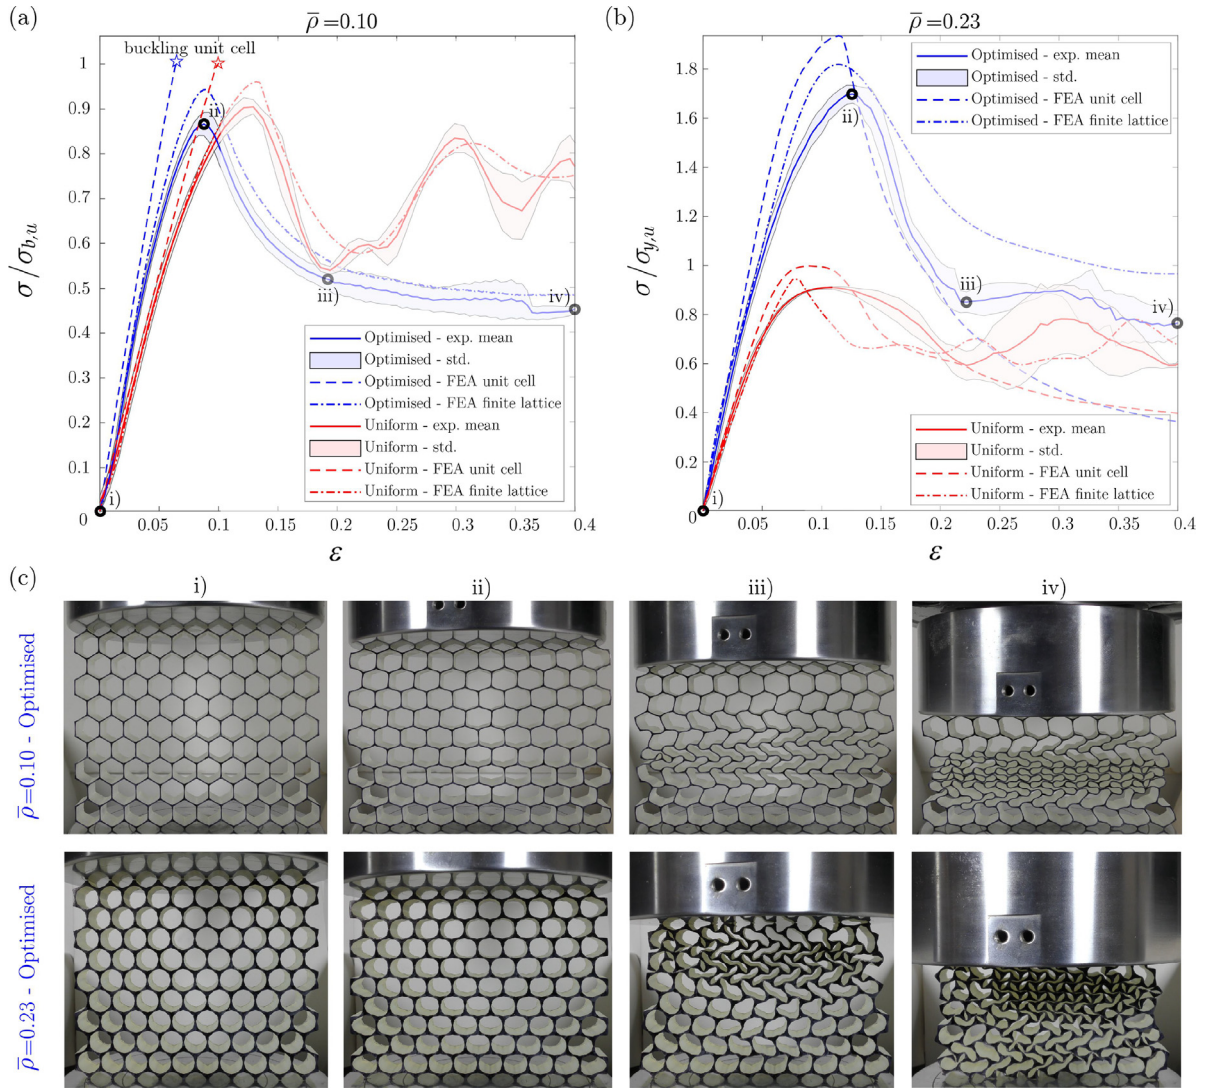 (a)
ρ̅ =0.10
buckling unit cell
1
0.9
0.8
0.7
0.6
0.5
0.4
0.3
0.2
0.1
0
σ/σb,u
ii)
iii)
iv)
i)
Optimised - exp. mean
Optimised - std.
Optimised - FEA unit cell
Optimised - FEA finite lattice
Uniform - exp. mean
Uniform - std.
Uniform - FEA unit cell
Uniform - FEA finite lattice
0.05 0.1 0.15 0.2 0.25 0.3 0.35 0.4
ε
(b)
ρ̅ =0.23
1.8
1.6
1.4
1.2
1
0.8
0.6
0.4
0.2
0
σ/σy,u
Optimised - exp. mean
Optimised - std.
Optimised - FEA unit cell
Optimised - FEA finite lattice
ii)
iii)
iv)
i)
Uniform - exp. mean
Uniform - std.
Uniform - FEA unit cell
Uniform - FEA finite lattice
0.05 0.1 0.15 0.2 0.25 0.3 0.35 0.4
ε
(c)
i) ii) iii) iv)
ρ̅=0.10 - Optimised
ρ̅=0.23 - Optimised